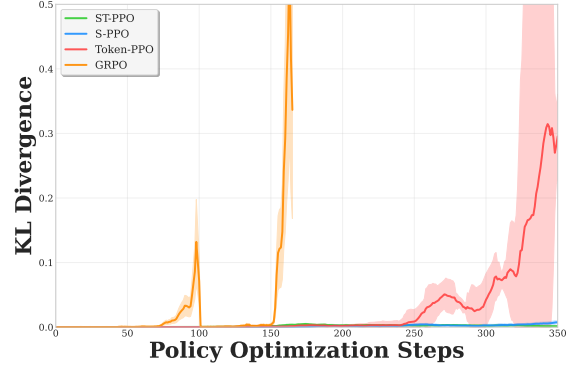 0.5
0.4
0.3
0.2
0.1
0.0
KL Divergence
ST-PPO
S-PPO
Token-PPO
GRPO
0 50 100 150 200 250 300 350
Policy Optimization Steps